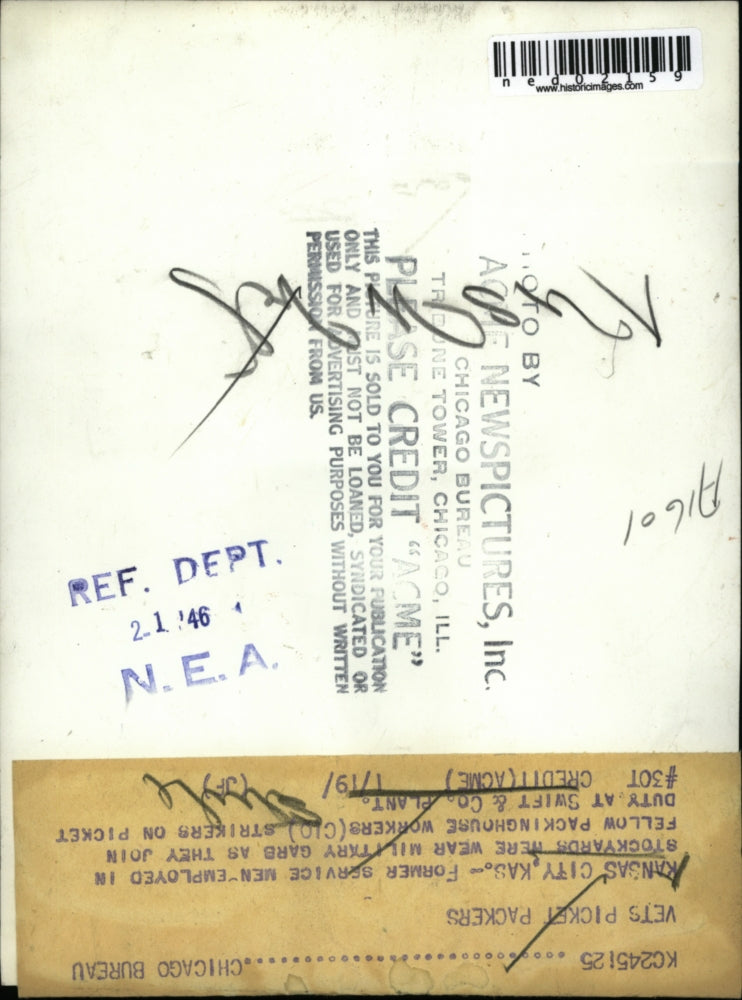 ned02159
www.historicimages.com
PHOTO BY
ACME NEWSPICTURES, Inc.
CHICAGO BUREAU
TRIBUNE TOWER, CHICAGO, ILL.
PLEASE CREDIT "ACME"
THIS PICTURE IS SOLD TO YOU FOR YOUR PUBLICATION
ONLY AND MUST NOT BE LOANED, SYNDICATED OR
USED FOR ADVERTISING PURPOSES WITHOUT WRITTEN
PERMISSION FROM US.
A1601
REF. DEPT.
2-1 '46
N. E. A.
KC245125 ....................CHICAGO BUREAU
VETS PICKET PACKERS
KANSAS CITY, KAS.- FORMER SERVICE MEN EMPLOYED IN
STOCKYARDS HERE WEAR MILITARY GARB AS THEY JOIN
FELLOW PACKINGHOUSE WORKERS(CIO) STRIKERS ON PICKET
DUTY AT SWIFT & CO. PLANT.
#30T CREDIT(ACME) 1/19/ (JF)